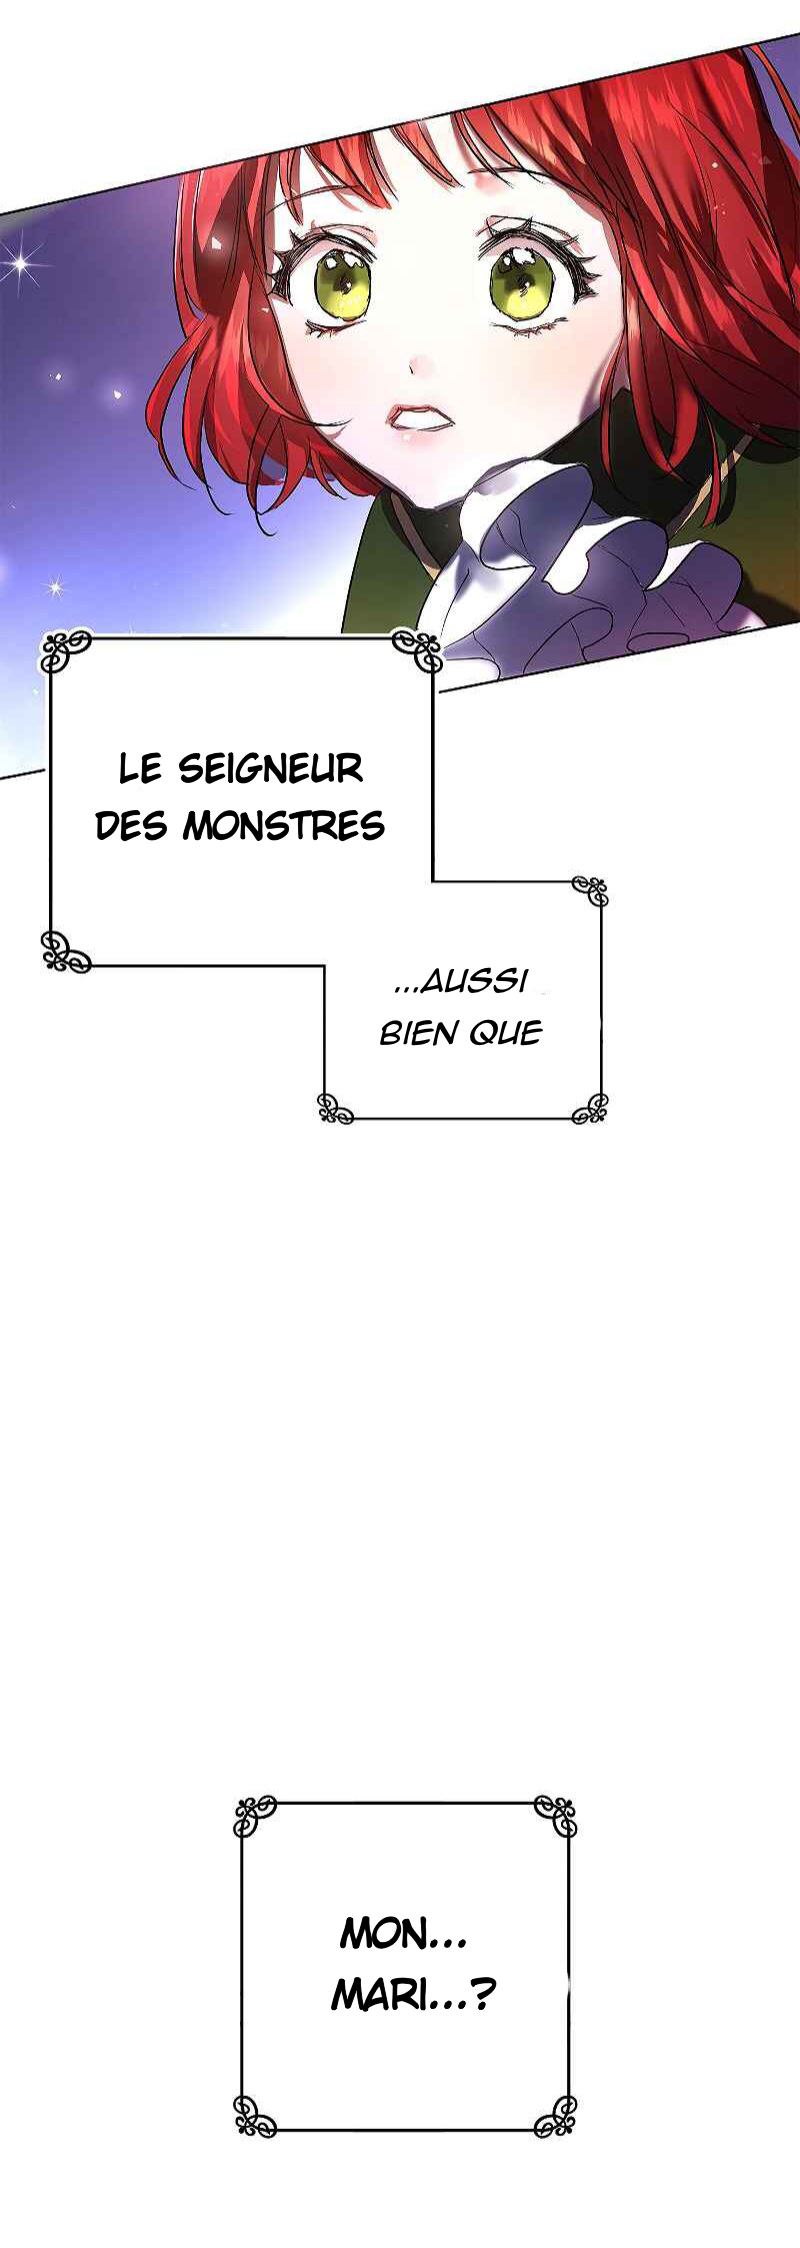 LE SEIGNEUR
DES MONSTRES
...AUSSI
BIEN QUE
MON...
MARI...?